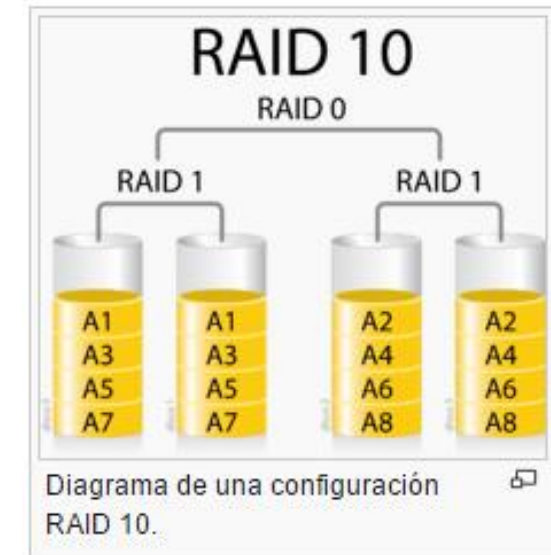 RAID 10
RAID 0
RAID 1 RAID 1
A1 A1 A2 A2
A3 A3 A4 A4
A5 A5 A6 A6
A7 A7 A8 A8
Diagrama de una configuración
RAID 10.